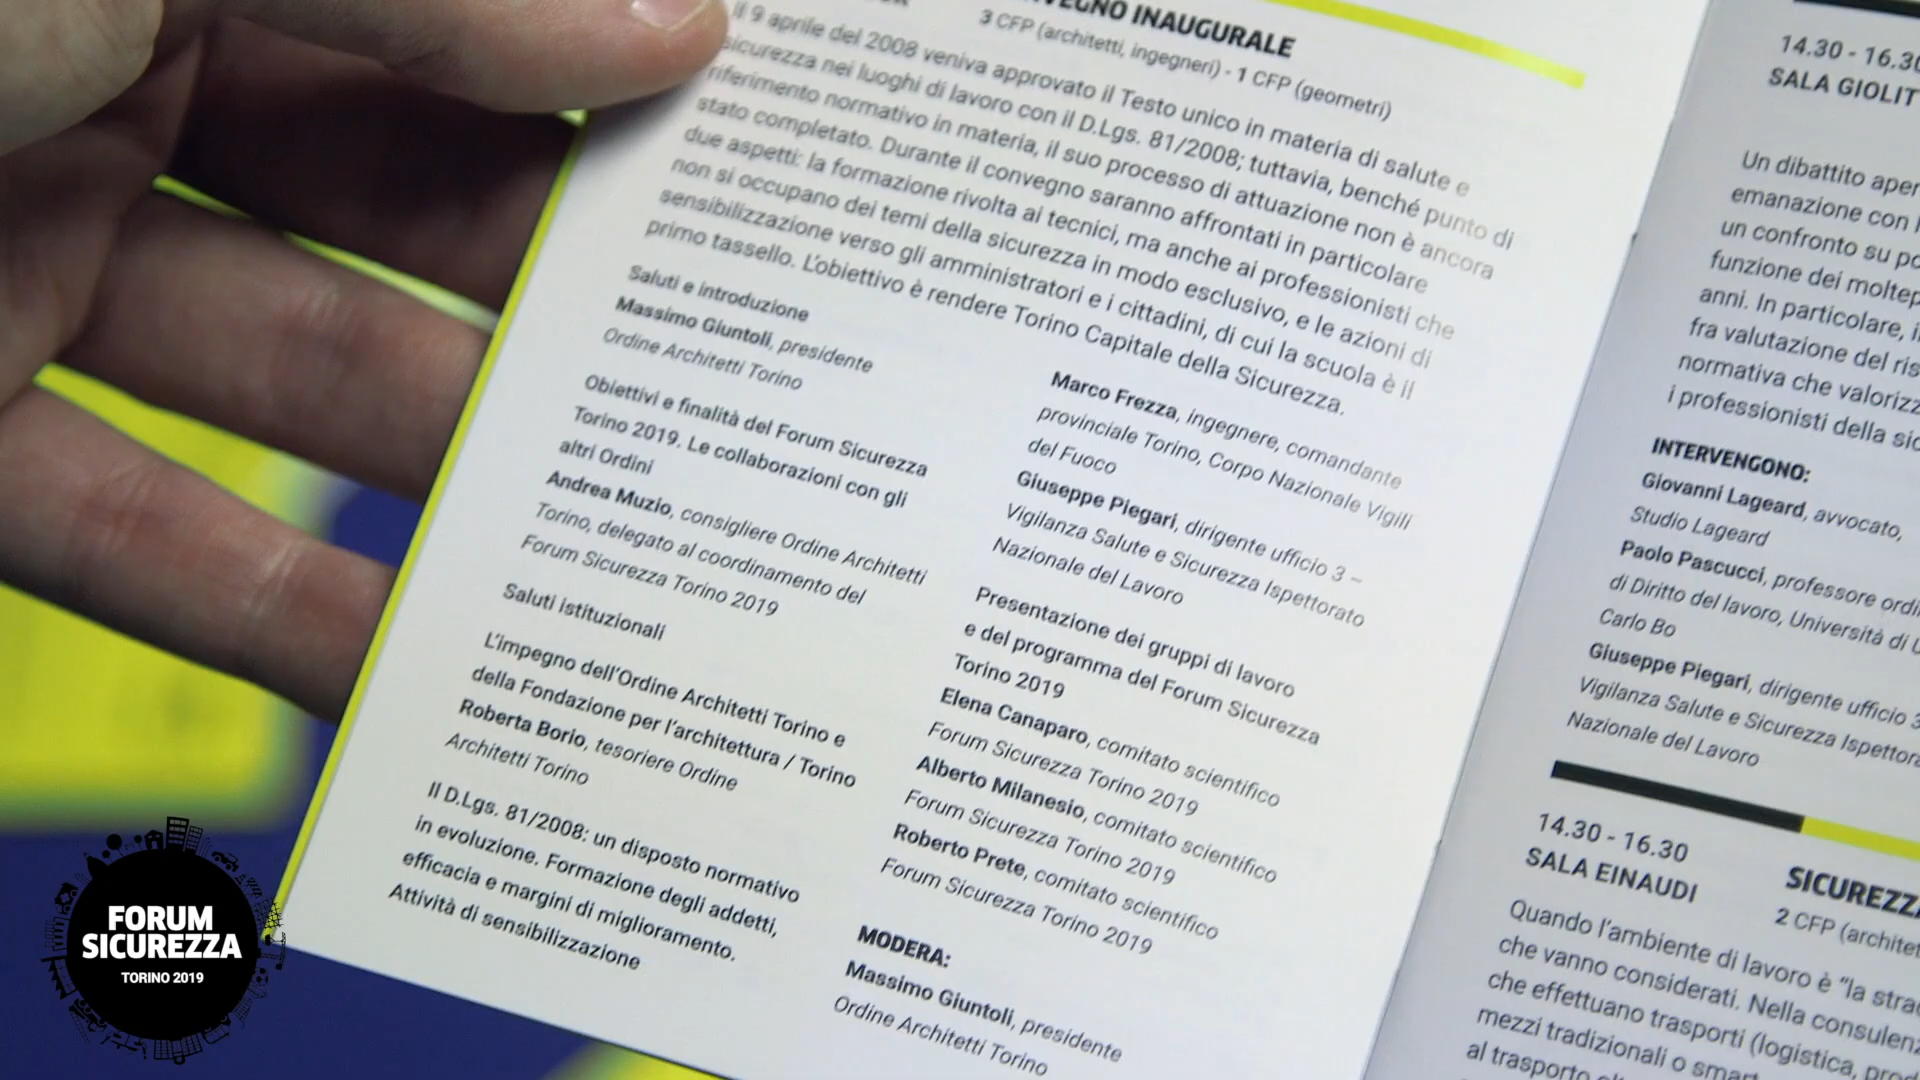 INAUGURALE
3 CFP (architetti, ingegneri) - 1 CFP (geometri)
Il 9 aprile del 2008 veniva approvato il Testo unico in materia di salute e
sicurezza nei luoghi di lavoro con il D.Lgs. 81/2008; tuttavia, benché punto di
riferimento normativo in materia, il suo processo di attuazione non è ancora
stato completato. Durante il convegno saranno affrontati in particolare
due aspetti: la formazione rivolta ai tecnici, ma anche ai professionisti che
non si occupano dei temi della sicurezza in modo esclusivo, e le azioni di
sensibilizzazione verso gli amministratori e i cittadini, di cui la scuola è il
primo tassello. L'obiettivo è rendere Torino Capitale della Sicurezza.
Saluti e introduzione
Massimo Giuntoli, presidente
Ordine Architetti Torino
Obiettivi e finalità del Forum Sicurezza
Torino 2019. Le collaborazioni con gli
altri Ordini
Andrea Muzio, consigliere Ordine Architetti
Torino, delegato al coordinamento del
Forum Sicurezza Torino 2019
Saluti istituzionali
L'impegno dell'Ordine Architetti Torino e
della Fondazione per l'architettura / Torino
Roberta Borio, tesoriere Ordine
Architetti Torino
Il D.Lgs. 81/2008: un disposto normativo
in evoluzione. Formazione degli addetti,
efficacia e margini di miglioramento.
Attività di sensibilizzazione
Marco Frezza, ingegnere, comandante
provinciale Torino, Corpo Nazionale Vigili
del Fuoco
Giuseppe Piegari, dirigente ufficio 3 –
Vigilanza Salute e Sicurezza Ispettorato
Nazionale del Lavoro
Presentazione dei gruppi di lavoro
e del programma del Forum Sicurezza
Torino 2019
Elena Canaparo, comitato scientifico
Forum Sicurezza Torino 2019
Alberto Milanesio, comitato scientifico
Forum Sicurezza Torino 2019
Roberto Prete, comitato scientifico
Forum Sicurezza Torino 2019
MODERA:
Massimo Giuntoli, presidente
Ordine Architetti Torino
14.30 - 16.30
SALA GIOLIT
Un dibattito aper
emanazione con
un confronto su po
funzione dei moltep
anni. In particolare, i
fra valutazione del ris
normativa che valorizz
i professionisti della sic
INTERVENGONO:
Giovanni Lageard, avvocato,
Studio Lageard
Paolo Pascucci, professore ordi
di Diritto del lavoro, Università di
Carlo Bo
Giuseppe Piegari, dirigente ufficio 3
Vigilanza Salute e Sicurezza Ispettora
Nazionale del Lavoro
14.30 - 16.30
SALA EINAUDI
SICUREZZ
2 CFP (architet
Quando l'ambiente di lavoro è "la stra
che vanno considerati. Nella consulen
che effettuano trasporti (logistica, prod
mezzi tradizionali o smar
al trasporto
FORUM
SICUREZZA
TORINO 2019